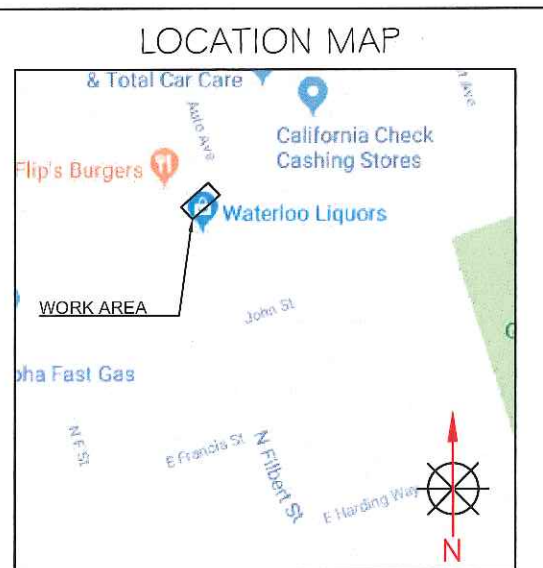 LOCATION MAP
& Total Car Care
Auto Ave
t Ave
California Check
Cashing Stores
Flip's Burgers
Waterloo Liquors
WORK AREA
John St
pha Fast Gas
G
N F St
E Francis St
N Filbert St
E Harding Way
N